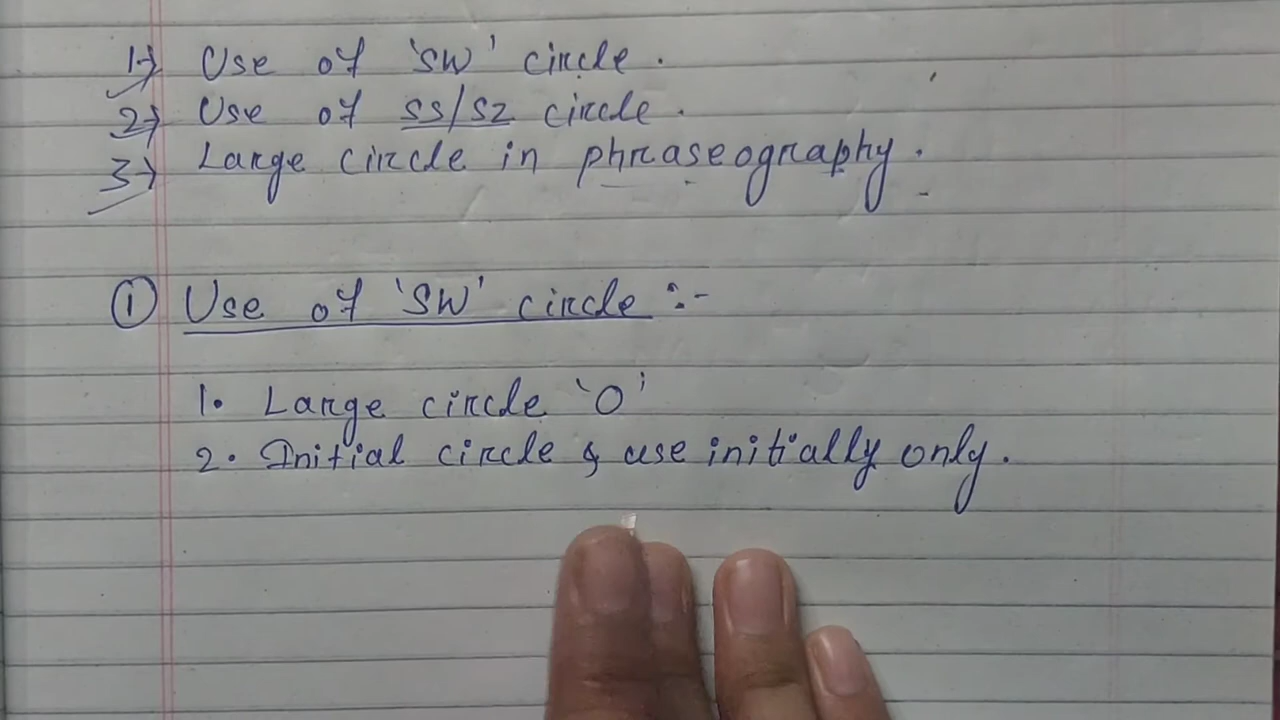 1) Use of 'SW' circle.
2) Use of SS/SZ circle.
3) Large circle in phraseography.
① Use of 'SW' circle :-
1. Large circle 'O'
2. Initial circle & use initially only.